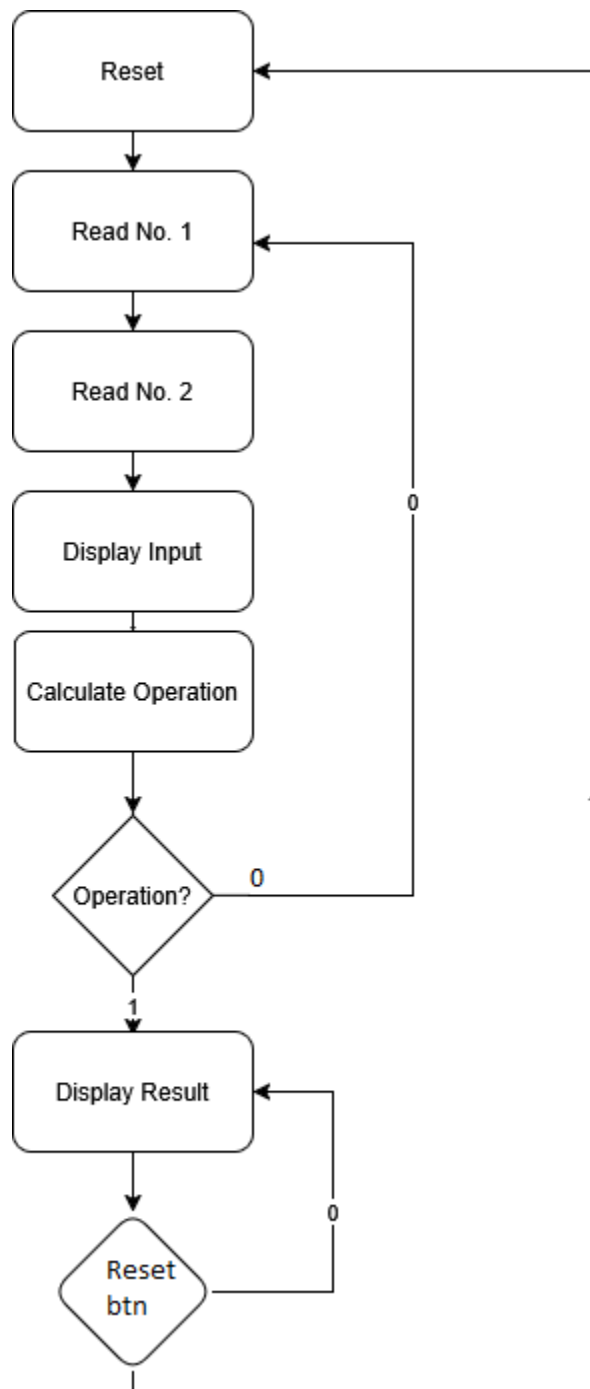 Reset
Read No. 1
Read No. 2
0
Display Input
Calculate Operation
Operation?
0
1
Display Result
0
Reset
btn